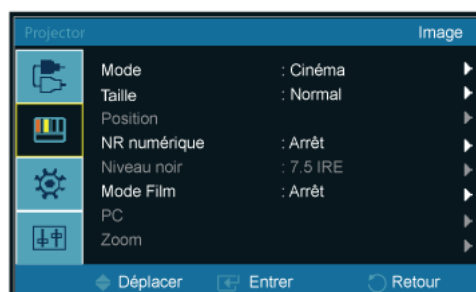 Projector Image
Mode : Cinéma
Taille : Normal
Position
NR numérique : Arrêt
Niveau noir : 7.5 IRE
Mode Film : Arrêt
PC
Zoom
Déplacer Entrer Retour